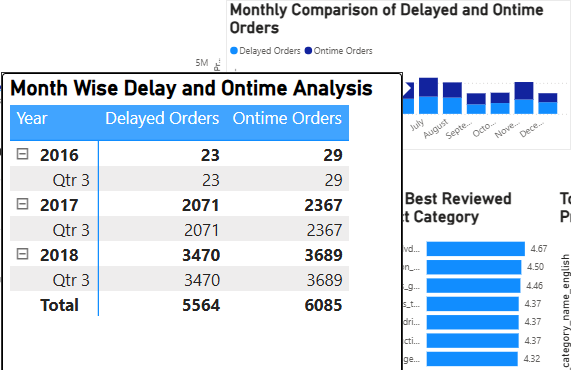 Monthly Comparison of Delayed and Ontime
Orders
Delayed Orders Ontime Orders
5M
Pr...
July
August
Septe...
Octo...
Nove...
Dece...
Month Wise Delay and Ontime Analysis
Year Delayed Orders Ontime Orders
2016 23 29
Qtr 3 23 29
2017 2071 2367
Qtr 3 2071 2367
2018 3470 3689
Qtr 3 3470 3689
Total 5564 6085
Best Reviewed
ct Category
4.67
4.50
4.46
4.37
4.37
4.37
4.32
To
Pr
_category_name_english